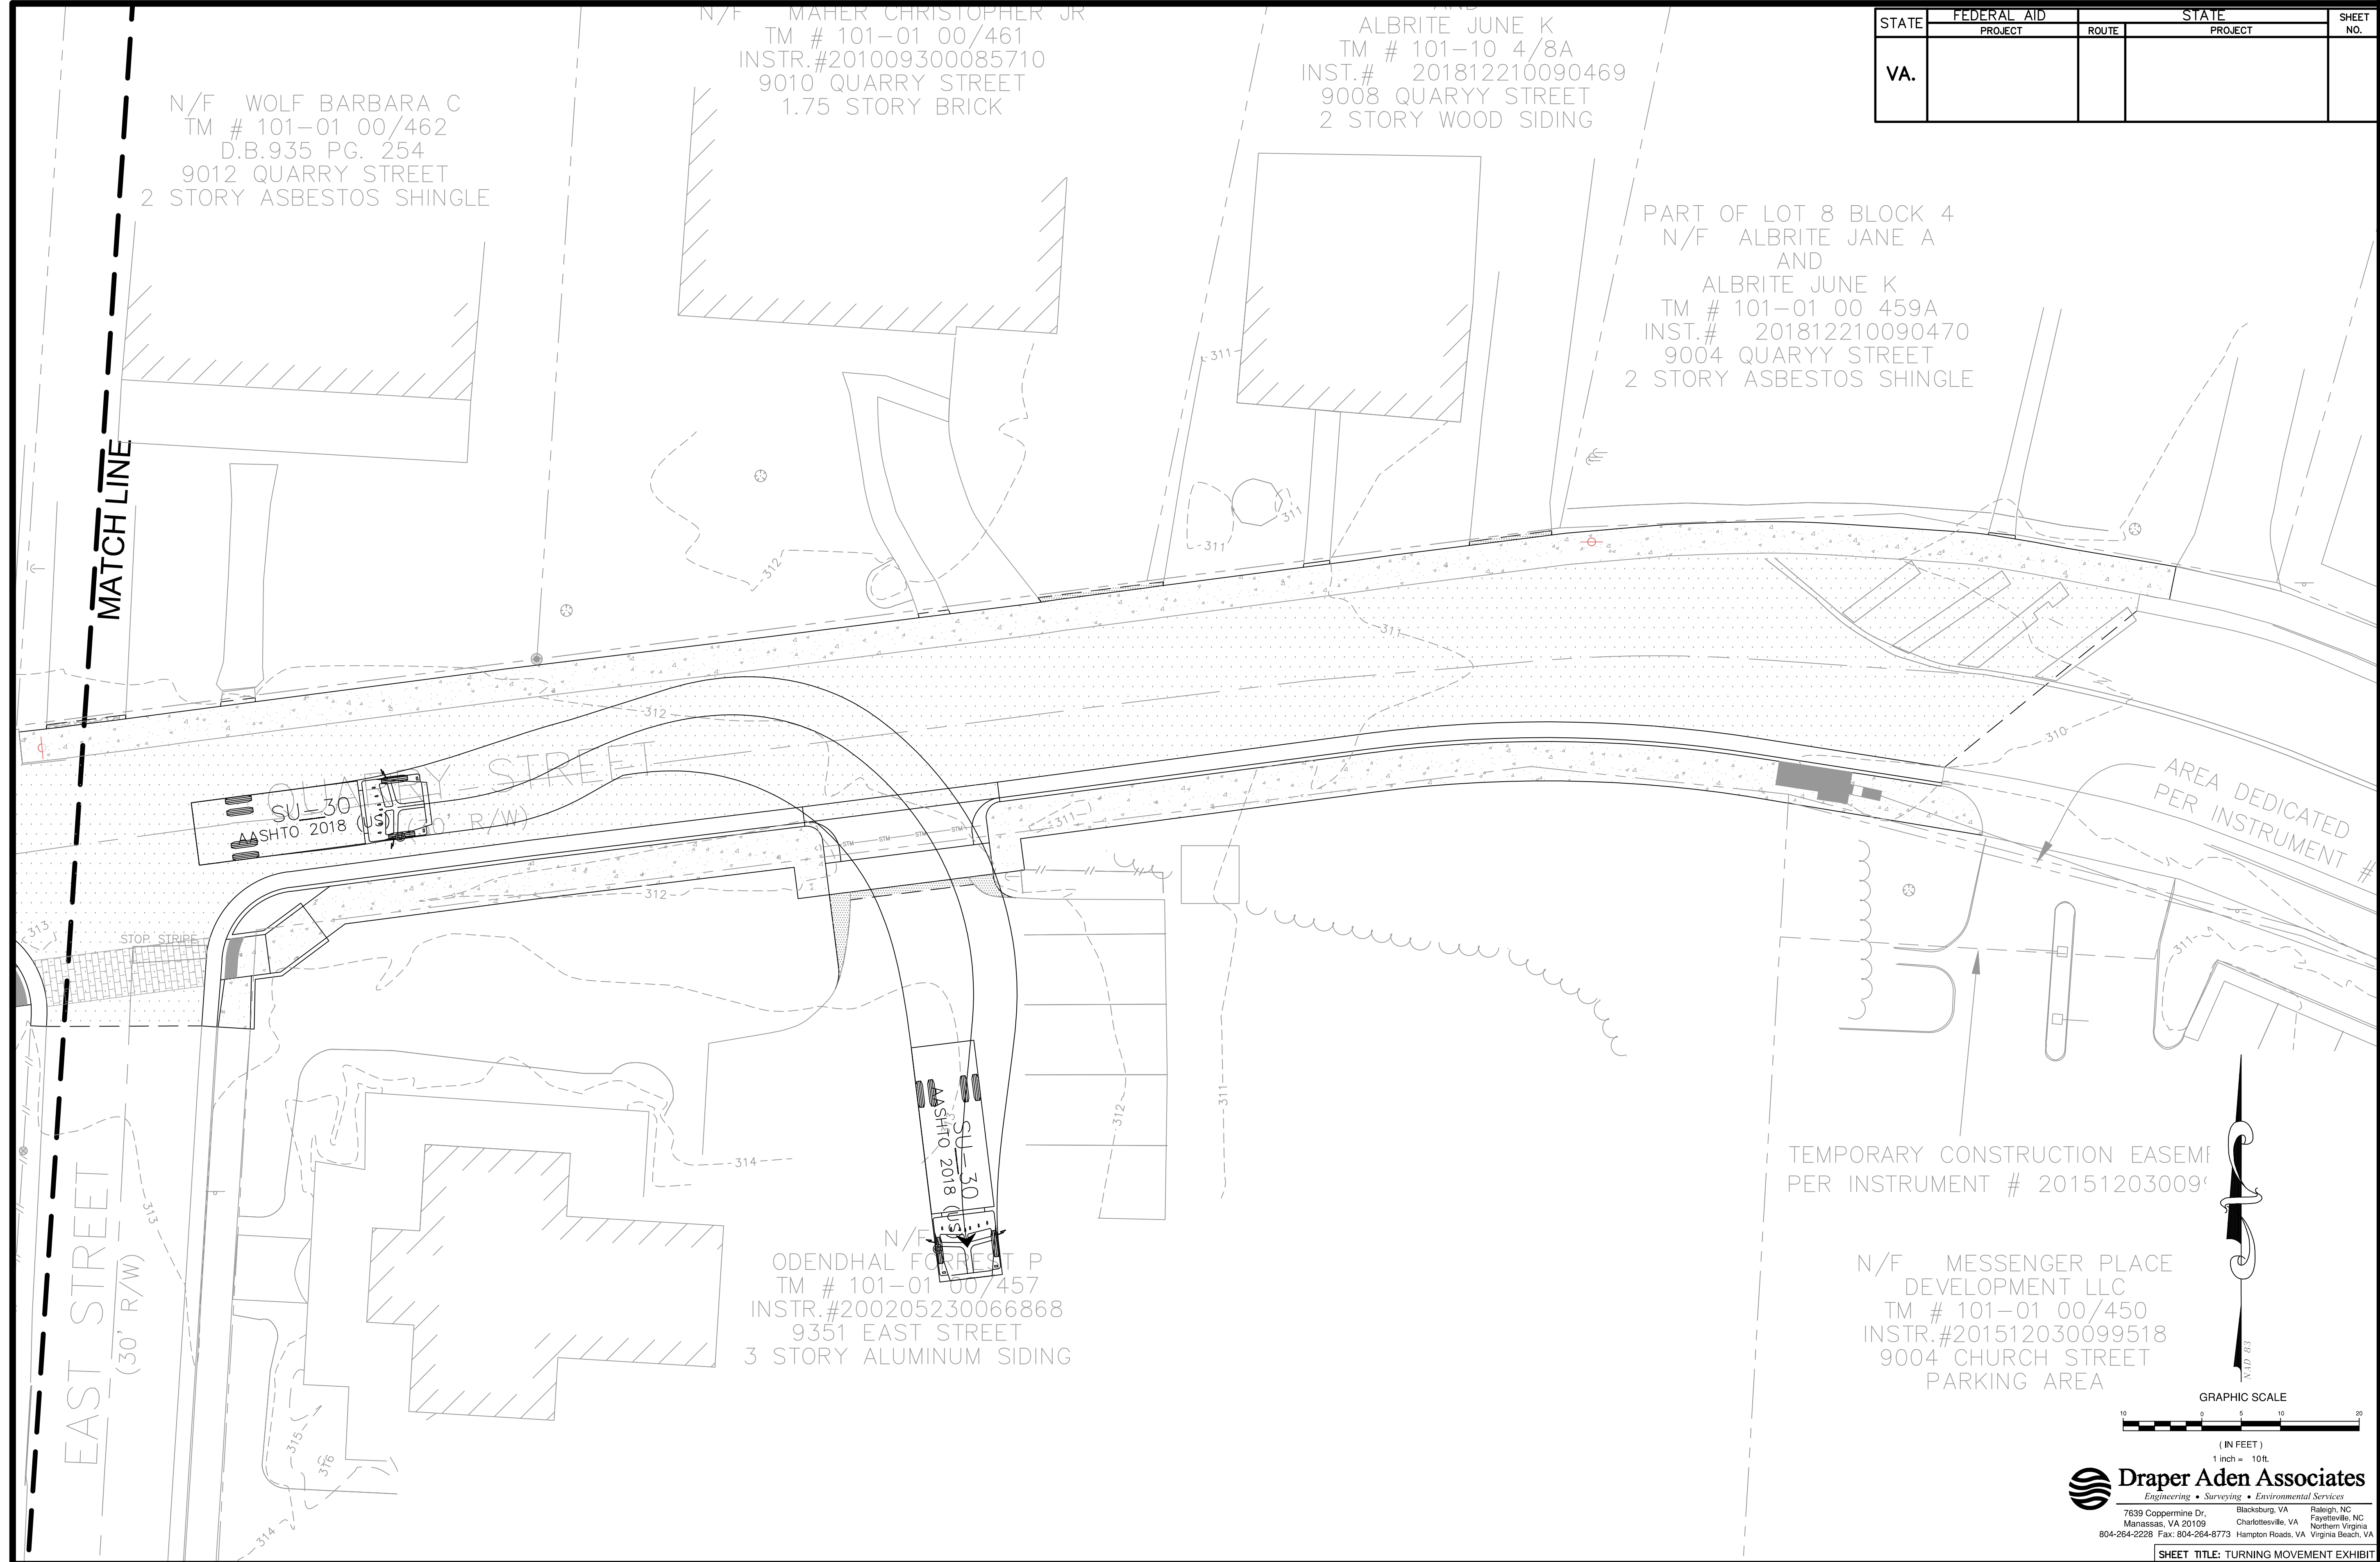 N/F MAHER CHRISTOPHER JR
TM # 101-01 00/461
INSTR.#201009300085710
9010 QUARRY STREET
1.75 STORY BRICK
ALBRITE JUNE K
TM # 101-10 4/8A
INST.# 201812210090469
9008 QUARYY STREET
2 STORY WOOD SIDING
STATE
FEDERAL AID
PROJECT
STATE
ROUTE
PROJECT
SHEET
NO.
VA.
N/F WOLF BARBARA C
TM # 101-01 00/462
D.B.935 PG. 254
9012 QUARRY STREET
2 STORY ASBESTOS SHINGLE
PART OF LOT 8 BLOCK 4
N/F ALBRITE JANE A
AND
ALBRITE JUNE K
TM # 101-01 00 459A
INST.# 201812210090470
9004 QUARYY STREET
2 STORY ASBESTOS SHINGLE
MATCH LINE
311
311
311
312
311
312
QUARRY STREET
SU-30
AASHTO 2018 (US)
R/W)
STM
STM
STM
STM
311
310
AREA DEDICATED
PER INSTRUMENT #
312
313
STOP STRIPE
311
312
311
314
313
EAST STREET
(30' R/W)
SU-30
AASHTO 2018 (US)
TEMPORARY CONSTRUCTION EASEM
PER INSTRUMENT # 20151203009
N/F
ODENDHAL FORREST P
TM # 101-01 00/457
INSTR.#200205230066868
9351 EAST STREET
3 STORY ALUMINUM SIDING
N/F MESSENGER PLACE
DEVELOPMENT LLC
TM # 101-01 00/450
INSTR.#201512030099518
9004 CHURCH STREET
PARKING AREA
315
316
314
NAD 83
GRAPHIC SCALE
10 0 5 10 20
( IN FEET )
1 inch = 10 ft.
Draper Aden Associates
Engineering • Surveying • Environmental Services
7639 Coppermine Dr,
Manassas, VA 20109
804-264-2228 Fax: 804-264-8773
Blacksburg, VA
Charlottesville, VA
Hampton Roads, VA
Raleigh, NC
Fayetteville, NC
Northern Virginia
Virginia Beach, VA
SHEET TITLE: TURNING MOVEMENT EXHIBIT